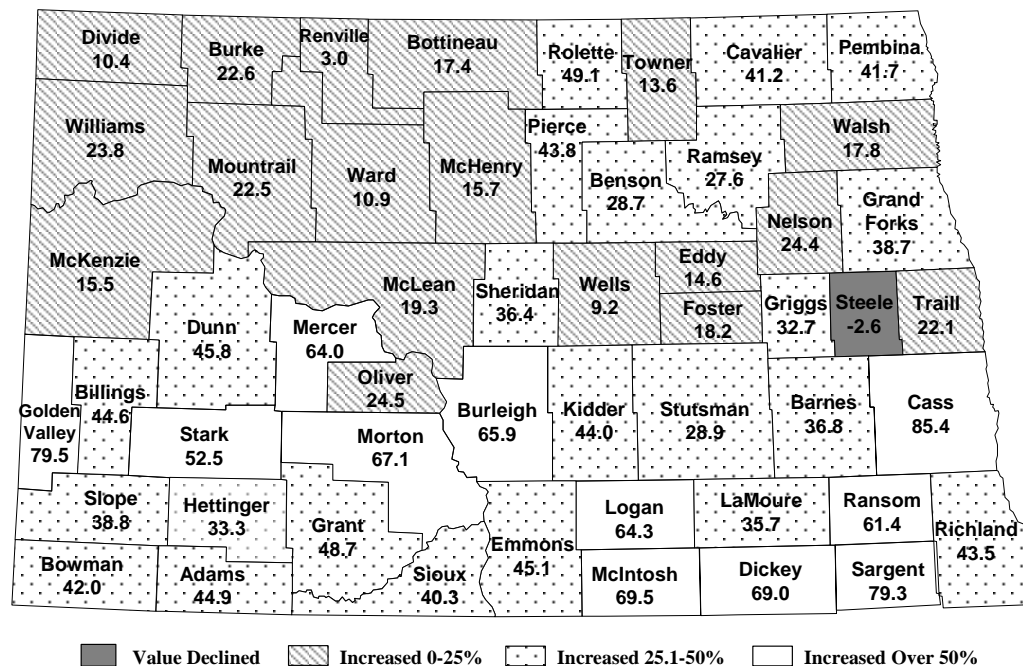 Divide
10.4
Burke
22.6
Renville
3.0
Bottineau
17.4
Rolette
49.1
Towner
13.6
Cavalier
41.2
Pembina
41.7
Williams
23.8
Mountrail
22.5
Ward
10.9
McHenry
15.7
Pierce
43.8
Benson
28.7
Ramsey
27.6
Walsh
17.8
Nelson
24.4
Grand
Forks
38.7
McKenzie
15.5
Dunn
45.8
Mercer
64.0
McLean
19.3
Sheridan
36.4
Wells
9.2
Eddy
14.6
Foster
18.2
Griggs
32.7
Steele
-2.6
Traill
22.1
Golden
Valley
79.5
Billings
44.6
Stark
52.5
Oliver
24.5
Morton
67.1
Burleigh
65.9
Kidder
44.0
Stutsman
28.9
Barnes
36.8
Cass
85.4
Slope
38.8
Hettinger
33.3
Grant
48.7
Bowman
42.0
Adams
44.9
Sioux
40.3
Emmons
45.1
Logan
64.3
LaMoure
35.7
Ransom
61.4
Richland
43.5
McIntosh
69.5
Dickey
69.0
Sargent
79.3
Value Declined
Increased 0-25%
Increased 25.1-50%
Increased Over 50%